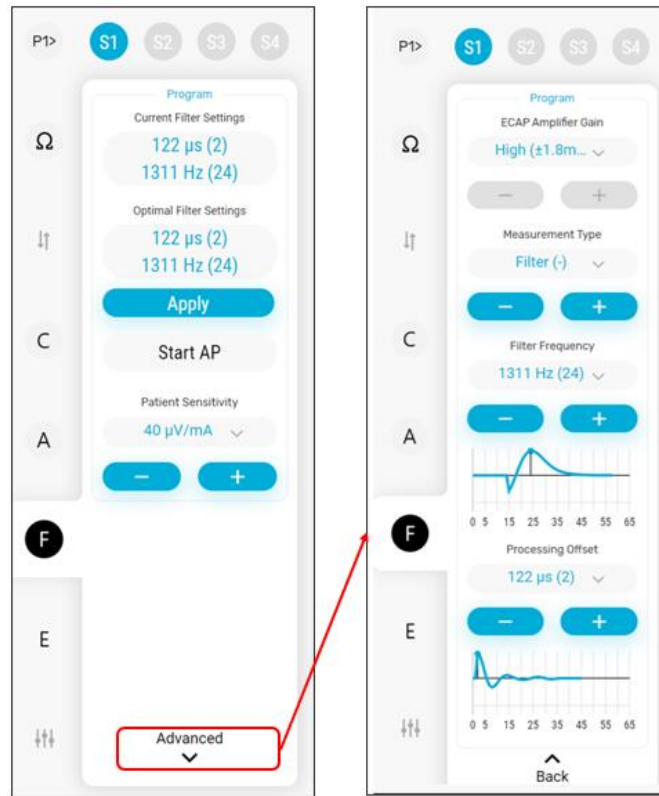 P1>
S1
S2
S3
S4
Ω
C
A
F
E
Program
Current Filter Settings
122 µs (2)
1311 Hz (24)
Optimal Filter Settings
122 µs (2)
1311 Hz (24)
Apply
Start AP
Patient Sensitivity
40 µV/mA
− +
Advanced
P1>
S1
S2
S3
S4
Ω
C
A
F
E
Program
ECAP Amplifier Gain
High (±1.8m...
− +
Measurement Type
Filter (-)
− +
Filter Frequency
1311 Hz (24)
− +
0 5 15 25 35 45 55 65
Processing Offset
122 µs (2)
− +
0 5 15 25 35 45 55 65
Back